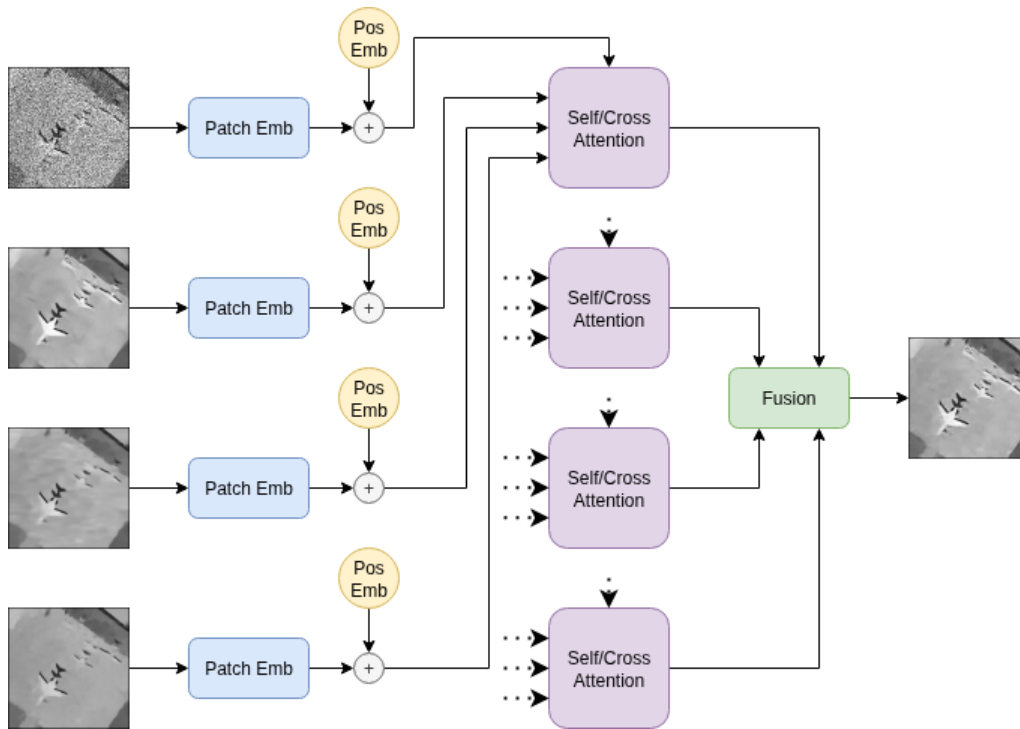 Pos
Emb
Patch Emb
+
Self/Cross
Attention
Pos
Emb
Patch Emb
+
Self/Cross
Attention
Pos
Emb
Patch Emb
+
Self/Cross
Attention
Fusion
Pos
Emb
Patch Emb
+
Self/Cross
Attention